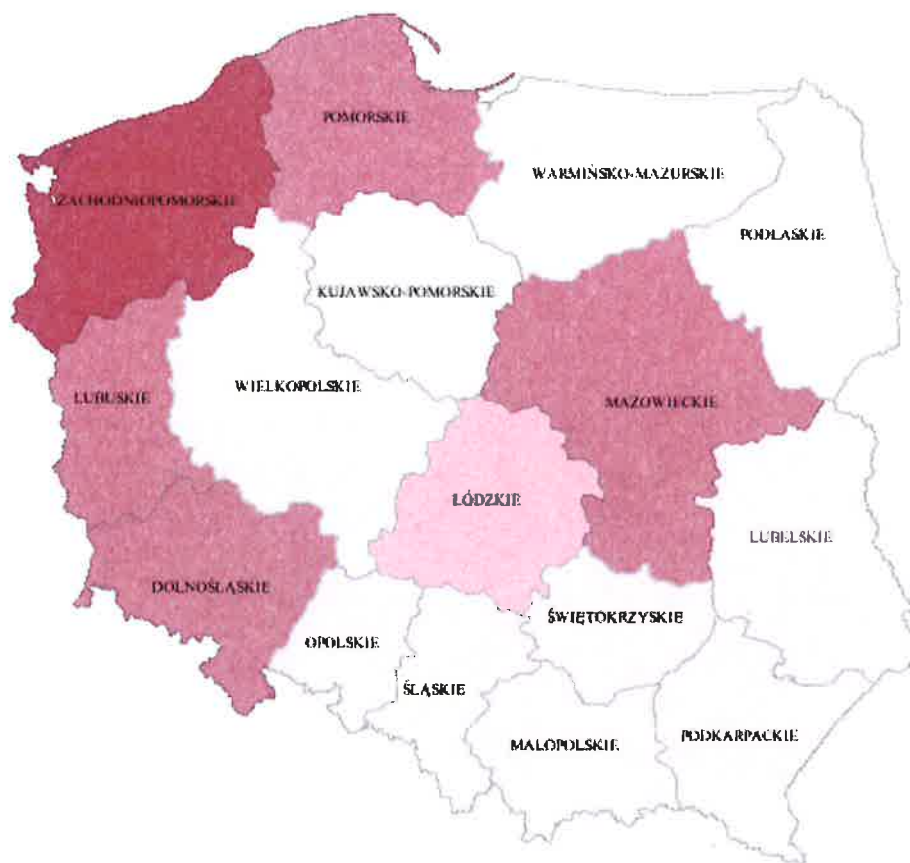 POMORSKIE
WARMIŃSKO-MAZURSKIE
ZACHODNIOPOMORSKIE
PODLASKIE
KUJAWSKO-POMORSKIE
WIELKOPOLSKIE
LUBUSKIE
MAZOWIECKIE
ŁÓDZKIE
LUBELSKIE
DOLNOŚLĄSKIE
ŚWIĘTOKRZYSKIE
OPOLSKIE
ŚLĄSKIE
MAŁOPOLSKIE
PODKARPACKIE